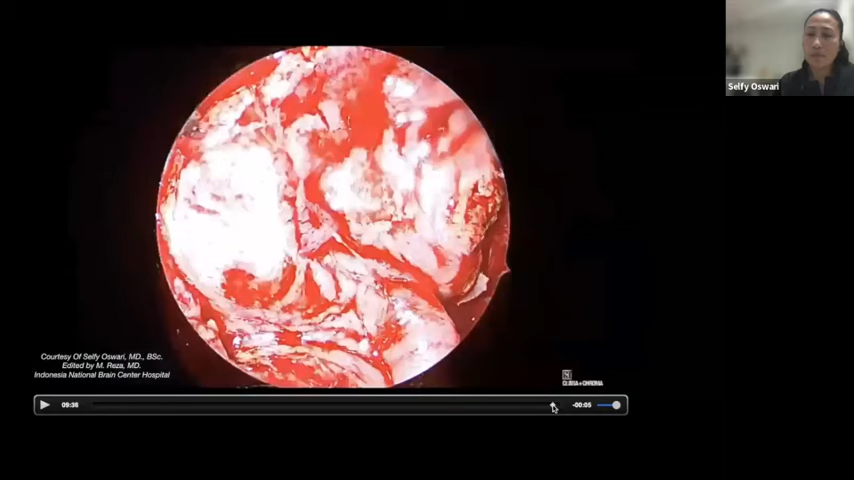 Selfy Oswari
Courtesy Of Selfy Oswari, MD., BSc.
Edited by M. Reza, MD.
Indonesia National Brain Center Hospital
09:36
-00:05